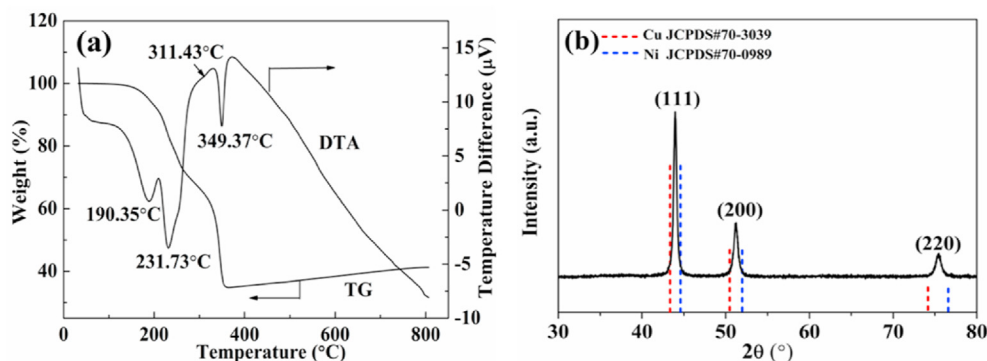 (a)
Weight (%)
120
100
80
60
40
311.43°C
349.37°C
190.35°C
231.73°C
DTA
TG
15
10
5
0
-5
-10
Temperature Difference (μV)
0 200 400 600 800
Temperature (°C)
(b)
Cu JCPDS#70-3039
Ni JCPDS#70-0989
Intensity (a.u.)
(111)
(200)
(220)
30 40 50 60 70 80
2θ (°)